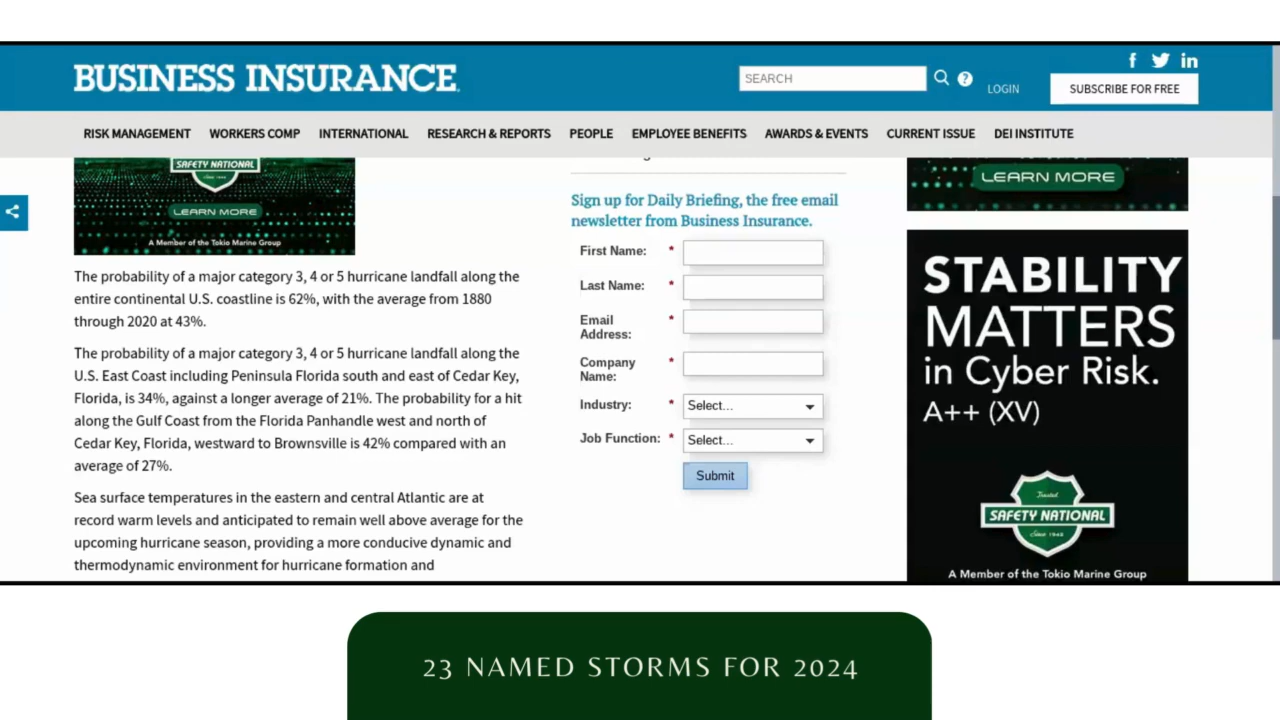 BUSINESS INSURANCE
SEARCH
?
LOGIN
f
in
SUBSCRIBE FOR FREE
RISK MANAGEMENT WORKERS COMP INTERNATIONAL RESEARCH & REPORTS PEOPLE EMPLOYEE BENEFITS AWARDS & EVENTS CURRENT ISSUE DEI INSTITUTE
SAFETY NATIONAL
LEARN MORE
A Member of the Tokio Marine Group
The probability of a major category 3, 4 or 5 hurricane landfall along the
entire continental U.S. coastline is 62%, with the average from 1880
through 2020 at 43%.
The probability of a major category 3, 4 or 5 hurricane landfall along the
U.S. East Coast including Peninsula Florida south and east of Cedar Key,
Florida, is 34%, against a longer average of 21%. The probability for a hit
along the Gulf Coast from the Florida Panhandle west and north of
Cedar Key, Florida, westward to Brownsville is 42% compared with an
average of 27%.
Sea surface temperatures in the eastern and central Atlantic are at
record warm levels and anticipated to remain well above average for the
upcoming hurricane season, providing a more conducive dynamic and
thermodynamic environment for hurricane formation and
Sign up for Daily Briefing, the free email
newsletter from Business Insurance.
First Name: *
Last Name: *
Email *
Address:
Company *
Name:
Industry: * Select...
Job Function: * Select...
Submit
LEARN MORE
STABILITY
MATTERS
in Cyber Risk.
A++ (XV)
Trusted
SAFETY NATIONAL
Since 1942
A Member of the Tokio Marine Group
23 NAMED STORMS FOR 2024